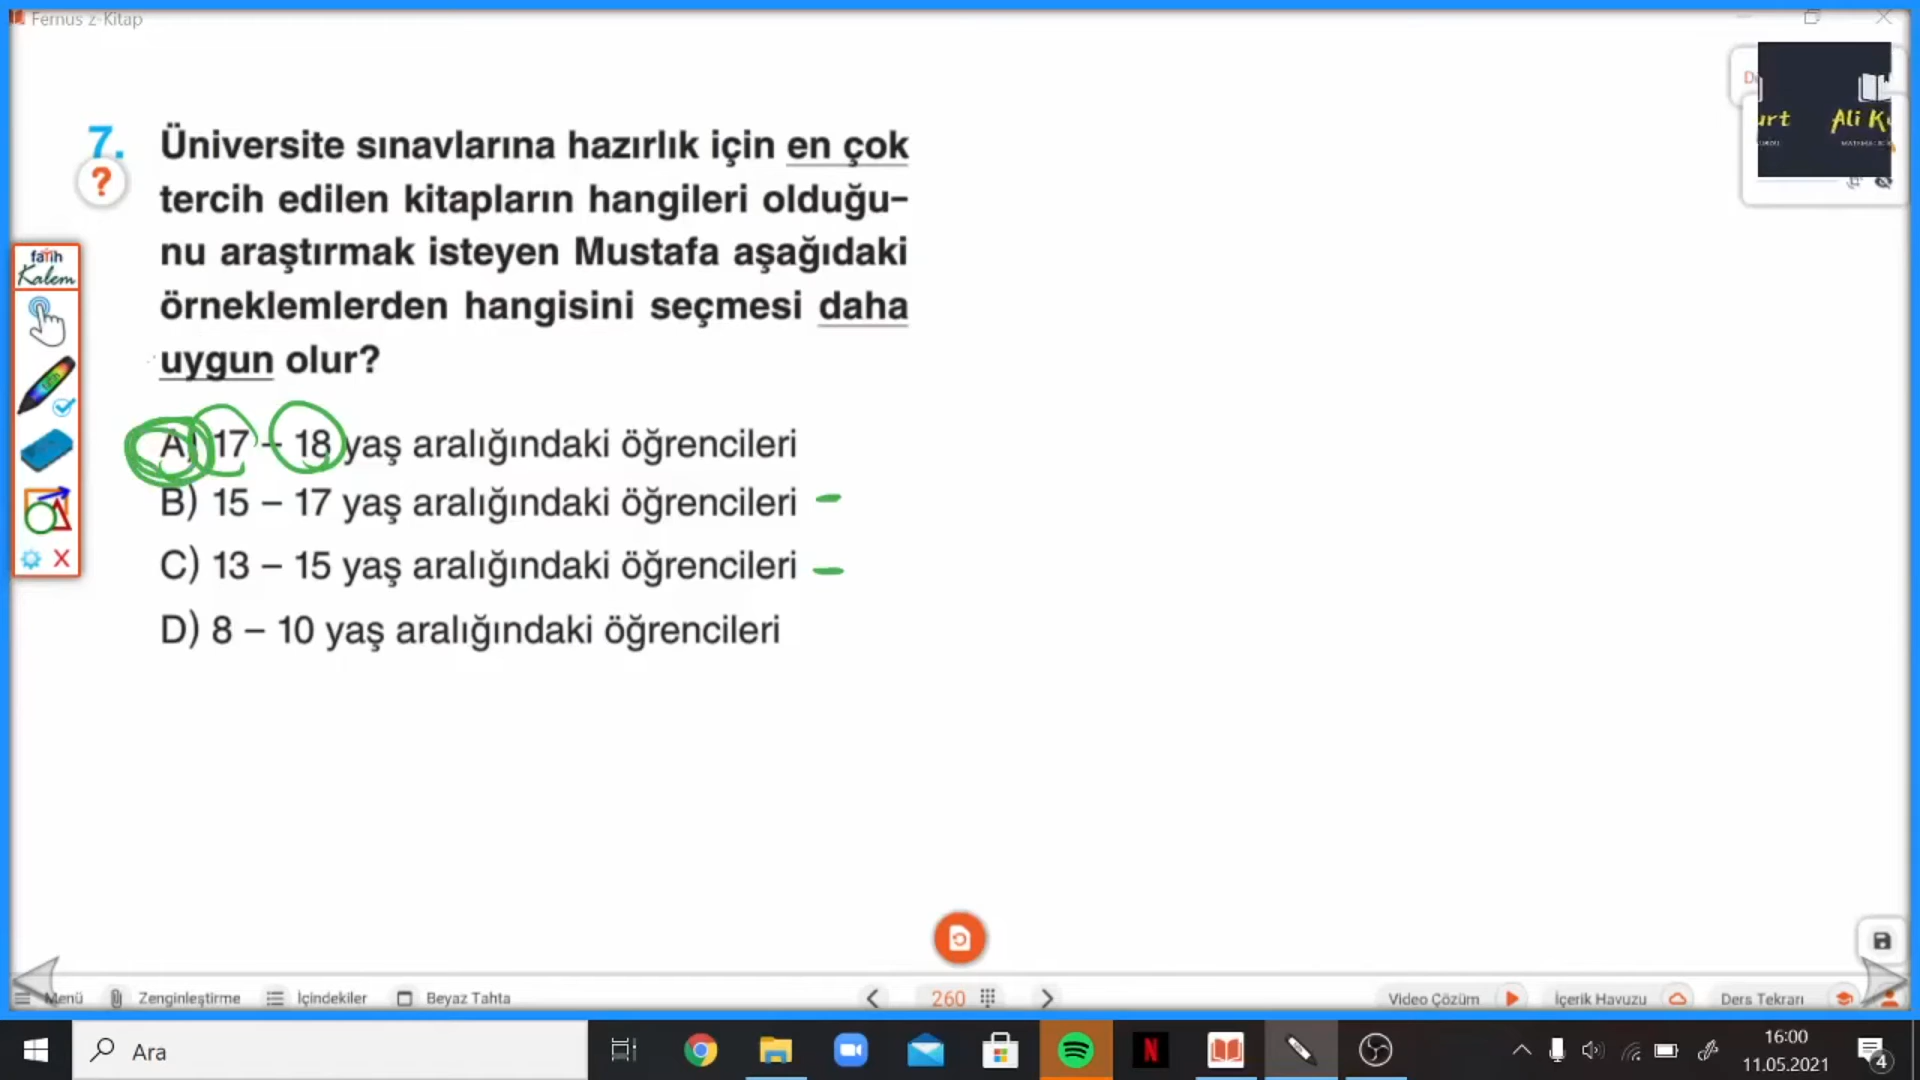 Fernus z-Kitap
7. Üniversite sınavlarına hazırlık için en çok
tercih edilen kitapların hangileri olduğu-
nu araştırmak isteyen Mustafa aşağıdaki
örneklemlerden hangisini seçmesi daha
uygun olur?
A) 17 – 18 yaş aralığındaki öğrencileri
B) 15 – 17 yaş aralığındaki öğrencileri
C) 13 – 15 yaş aralığındaki öğrencileri
D) 8 – 10 yaş aralığındaki öğrencileri
?
fatih
Kalem
urt Ali K
Menü Zenginleştirme İçindekiler Beyaz Tahta 260 Video Çözüm İçerik Havuzu Ders Tekrarı
Ara
16:00
11.05.2021
4